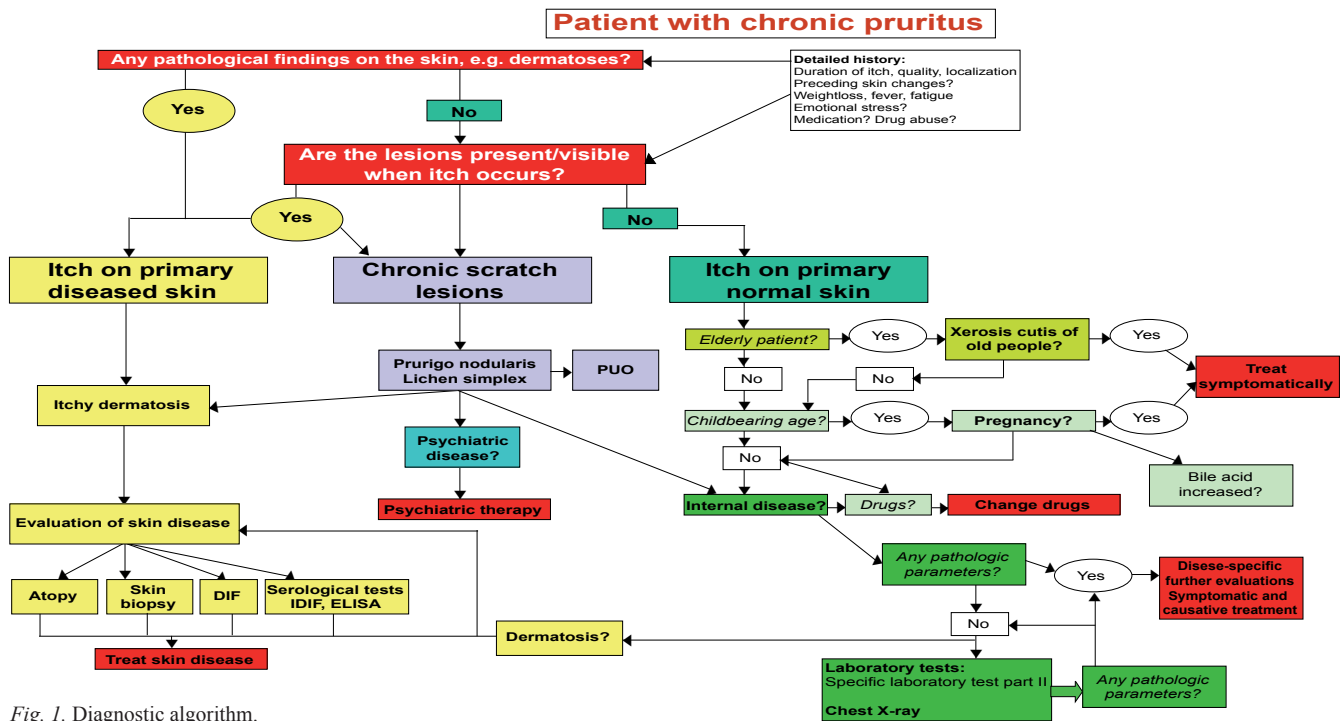 Patient with chronic pruritus
Any pathological findings on the skin, e.g. dermatoses?
Detailed history:
Duration of itch, quality, localization
Preceding skin changes?
Weightloss, fever, fatigue
Emotional stress?
Medication? Drug abuse?
Yes
No
Are the lesions present/visible
when itch occurs?
Yes
No
Itch on primary
diseased skin
Chronic scratch
lesions
Itch on primary
normal skin
Elderly patient?
Yes
Xerosis cutis of
old people?
Yes
Prurigo nodularis
Lichen simplex
PUO
No
No
Treat
symptomatically
Itchy dermatosis
Childbearing age?
Yes
Pregnancy?
Yes
Psychiatric
disease?
No
Bile acid
increased?
Psychiatric therapy
Internal disease?
Drugs?
Change drugs
Evaluation of skin disease
Any pathologic
parameters?
Yes
Disese-specific
further evaluations
Symptomatic and
causative treatment
Atopy
Skin
biopsy
DIF
Serological tests
IDIF, ELISA
No
Dermatosis?
Treat skin disease
Laboratory tests:
Specific laboratory test part II
Chest X-ray
Any pathologic
parameters?
Fig. 1. Diagnostic algorithm.